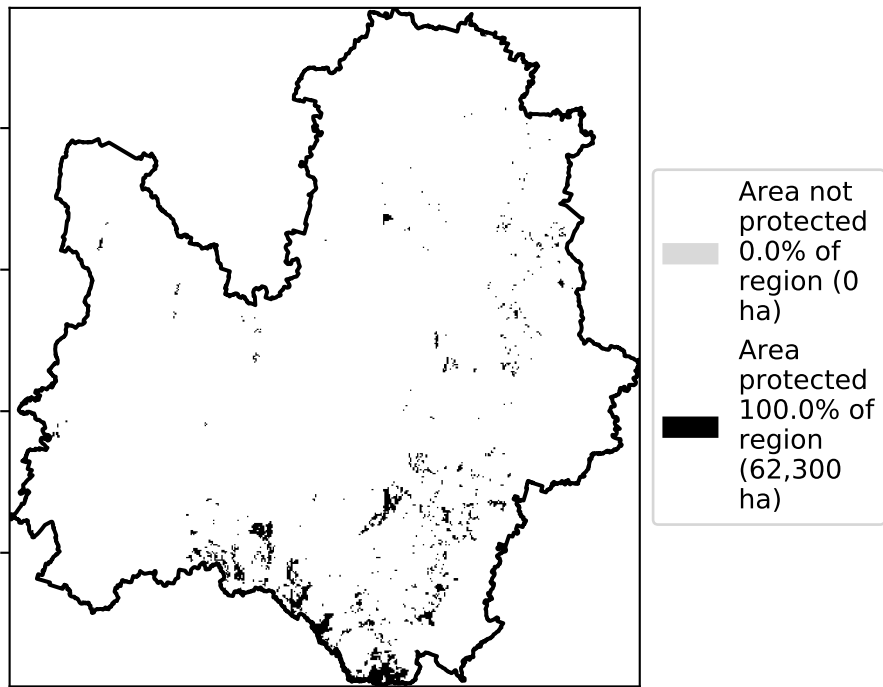 Area not
protected
0.0% of
region (0
ha)
Area
protected
100.0% of
region
(62,300
ha)